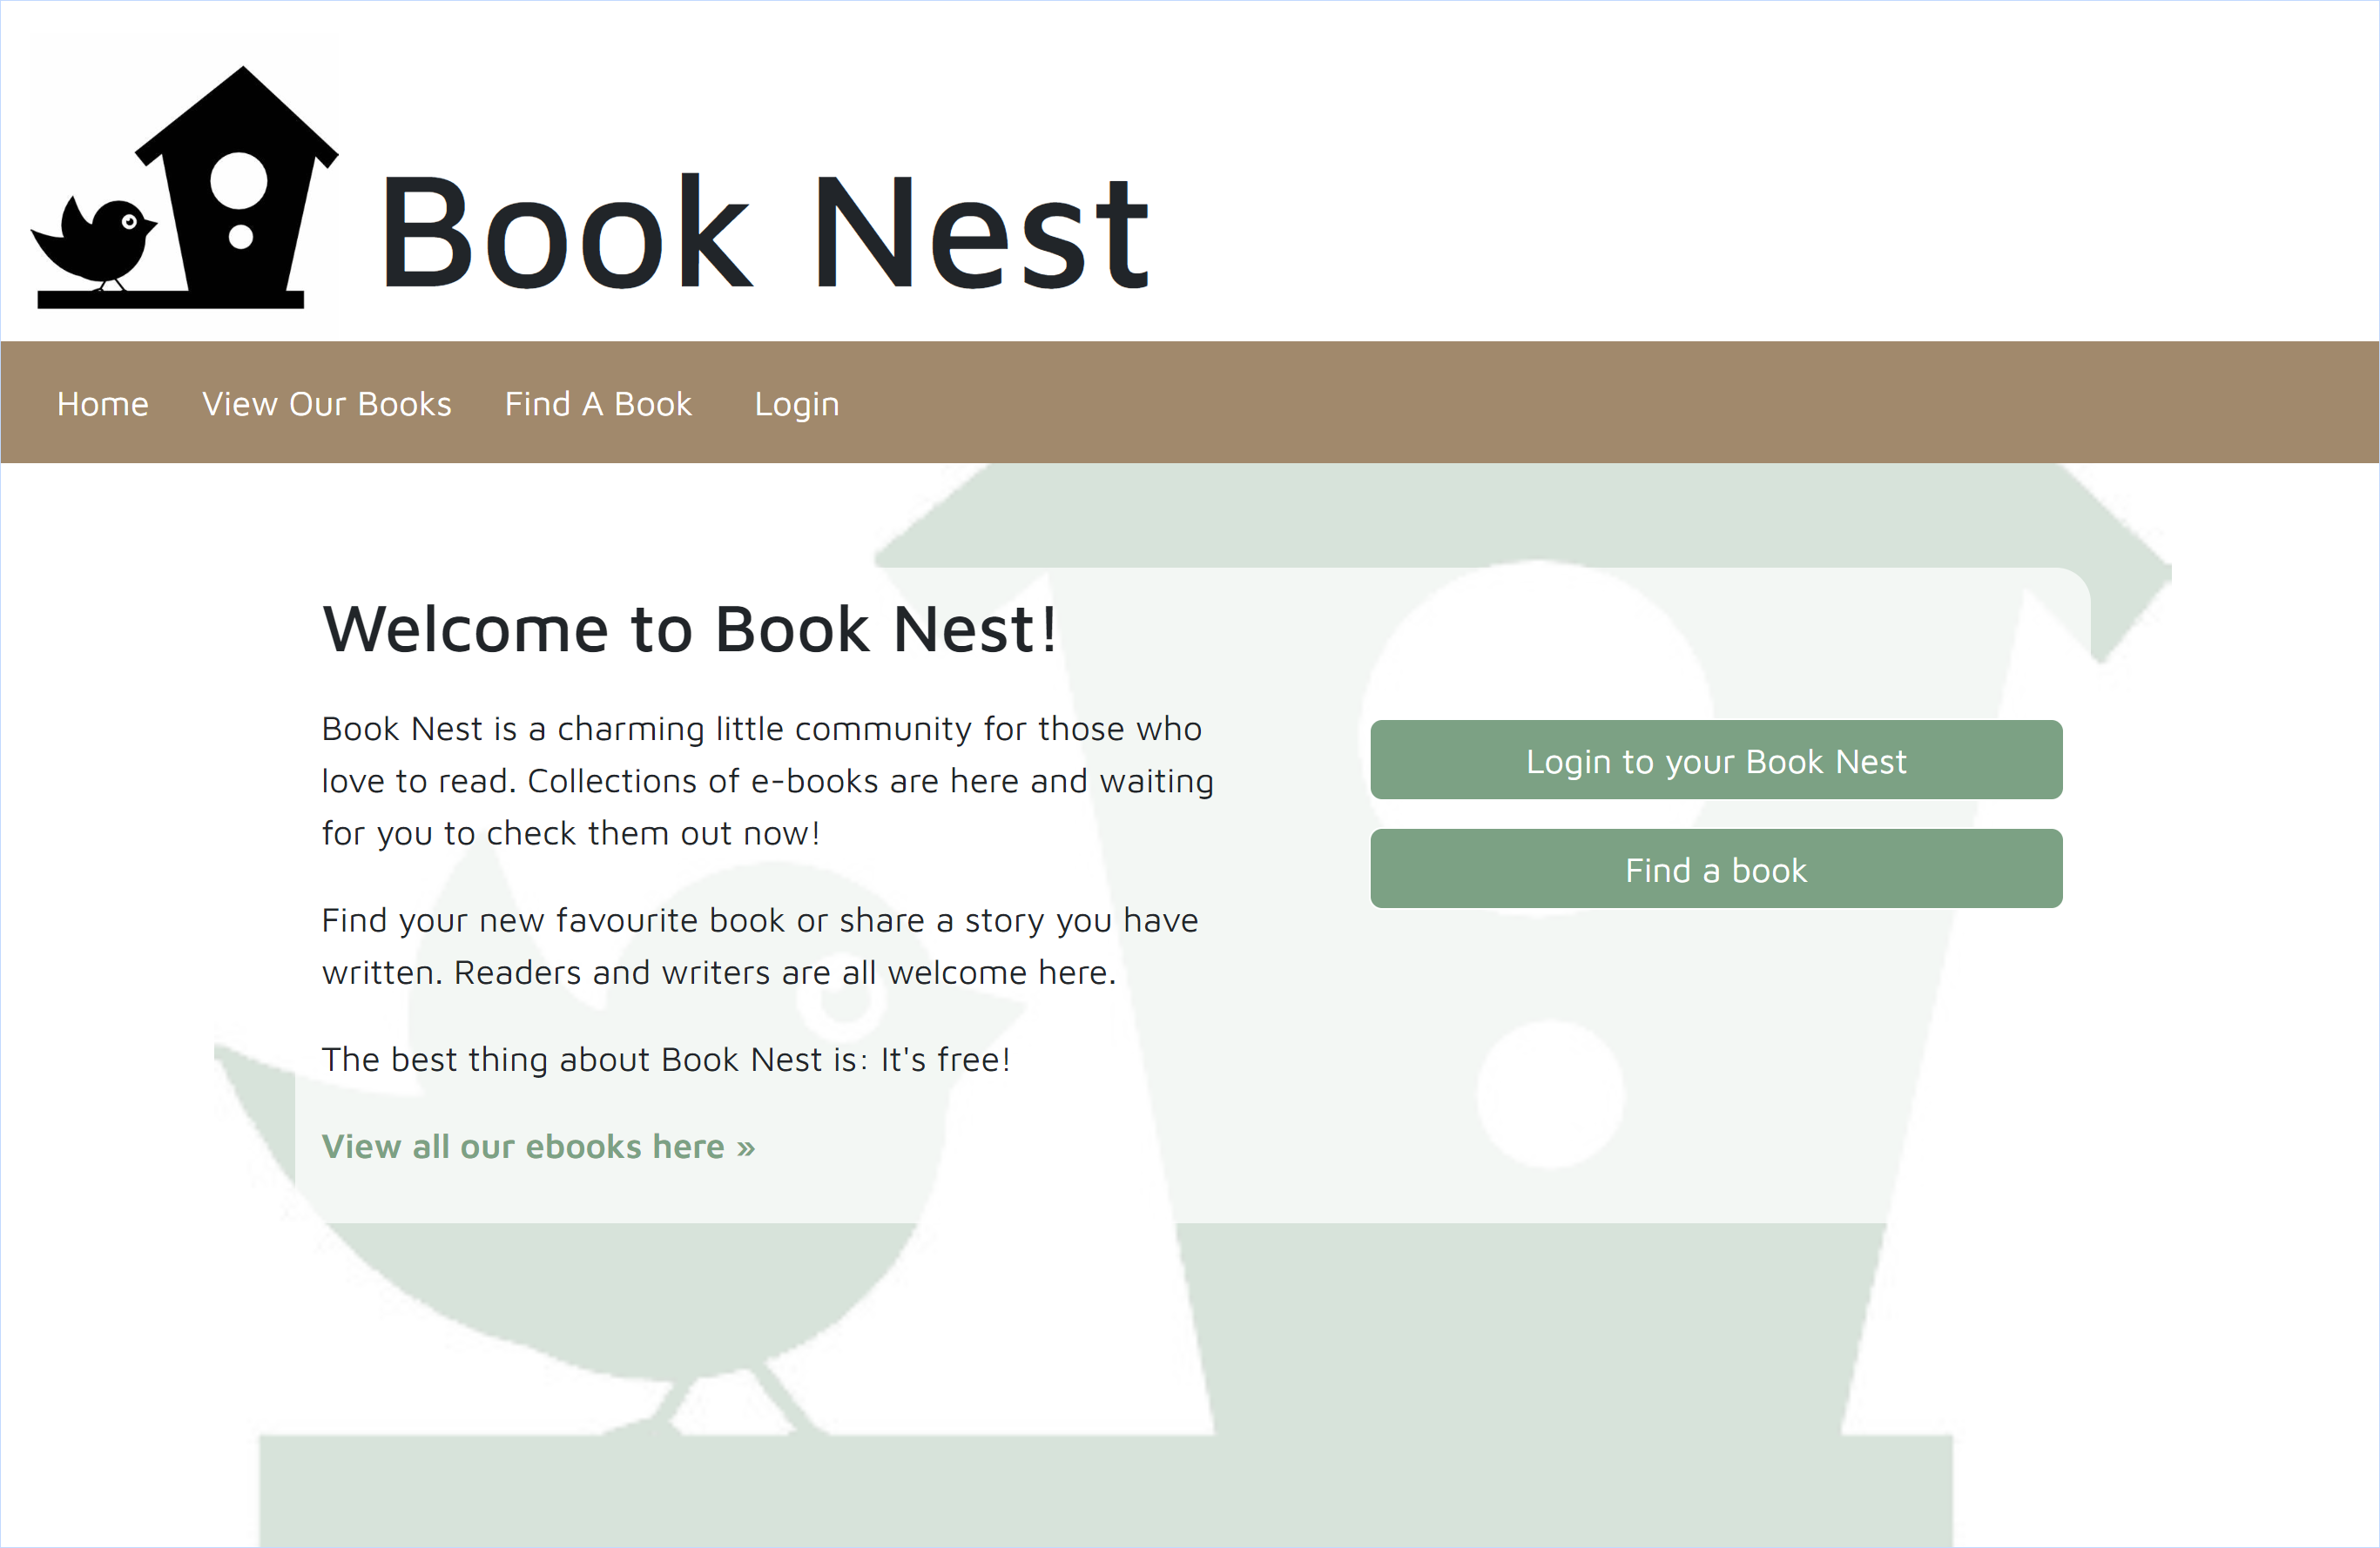 Book Nest
Home View Our Books Find A Book Login
Welcome to Book Nest!
Book Nest is a charming little community for those who
love to read. Collections of e-books are here and waiting
for you to check them out now!
Find your new favourite book or share a story you have
written. Readers and writers are all welcome here.
The best thing about Book Nest is: It's free!
View all our ebooks here »
Login to your Book Nest
Find a book